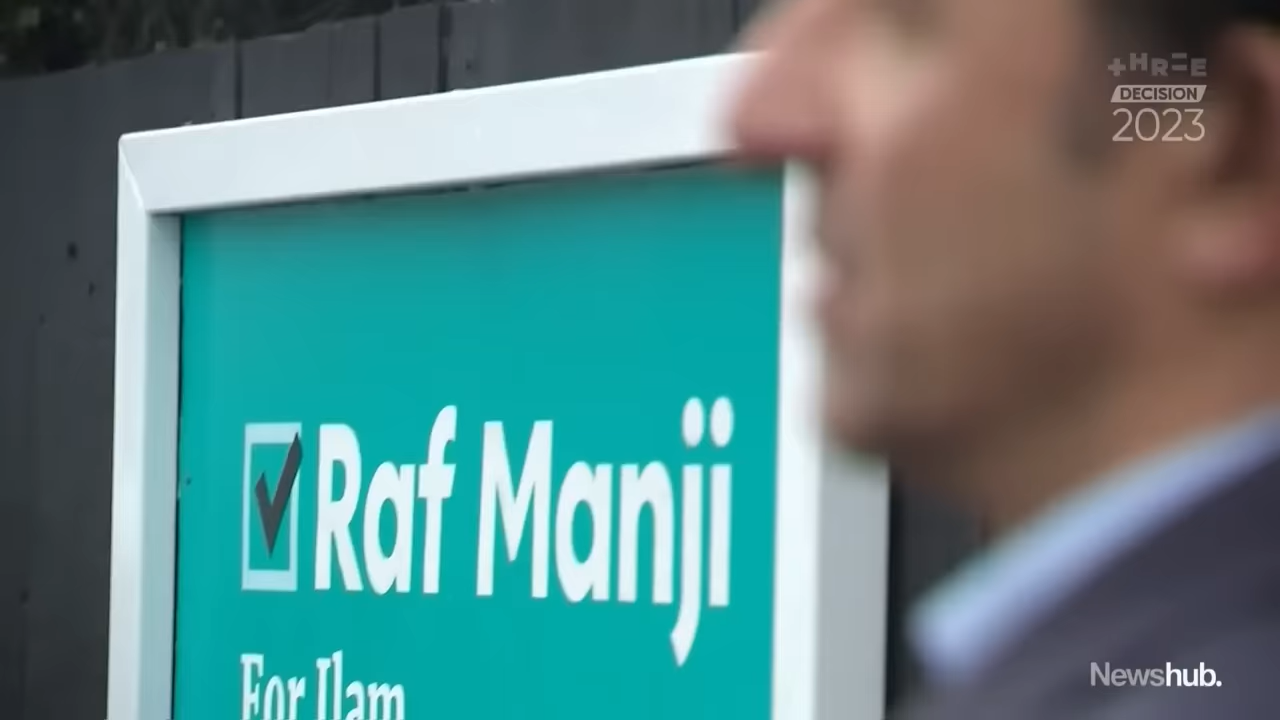 THREE
DECISION
2023
Raf Manji
For Ilam
Newshub.